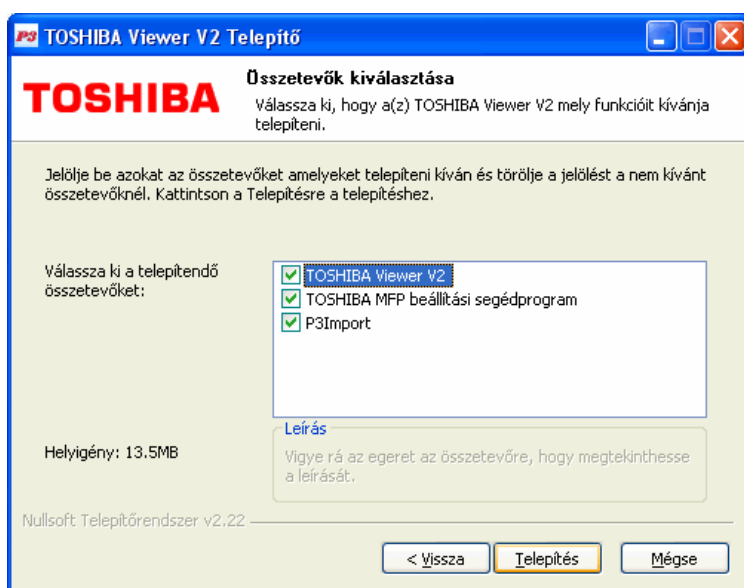 P3 TOSHIBA Viewer V2 Telepítő
TOSHIBA
Összetevők kiválasztása
Válassza ki, hogy a(z) TOSHIBA Viewer V2 mely funkcióit kívánja
telepíteni.
Jelölje be azokat az összetevőket amelyeket telepíteni kíván és törölje a jelölést a nem kívánt
összetevőknél. Kattintson a Telepítésre a telepítéshez.
Válassza ki a telepítendő
összetevőket:
TOSHIBA Viewer V2
TOSHIBA MFP beállítási segédprogram
P3Import
Helyigény: 13.5MB
Leírás
Vigye rá az egeret az összetevőre, hogy megtekinthesse
a leírását.
Nullsoft Telepítőrendszer v2.22
< Vissza
Telepítés
Mégse